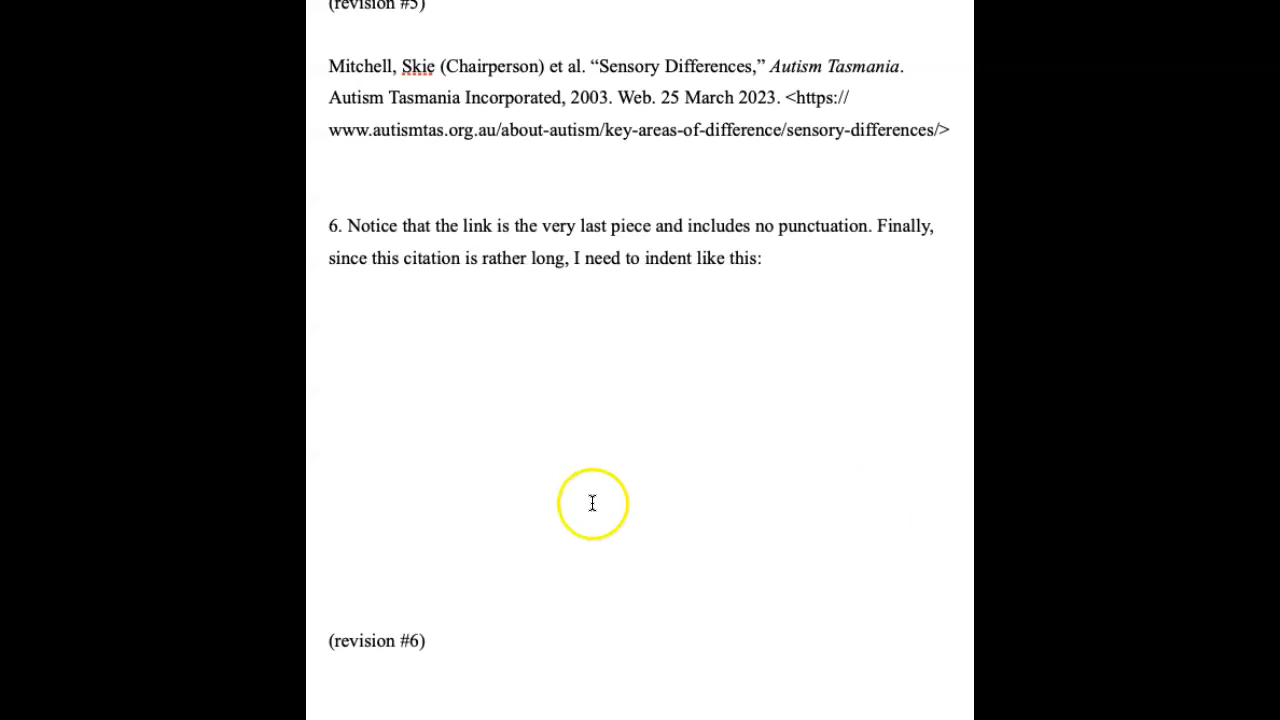 (revision #5)
Mitchell, Skie (Chairperson) et al. “Sensory Differences,” Autism Tasmania.
Autism Tasmania Incorporated, 2003. Web. 25 March 2023. <https://
www.autismtas.org.au/about-autism/key-areas-of-difference/sensory-differences/>
6. Notice that the link is the very last piece and includes no punctuation. Finally,
since this citation is rather long, I need to indent like this:
(revision #6)